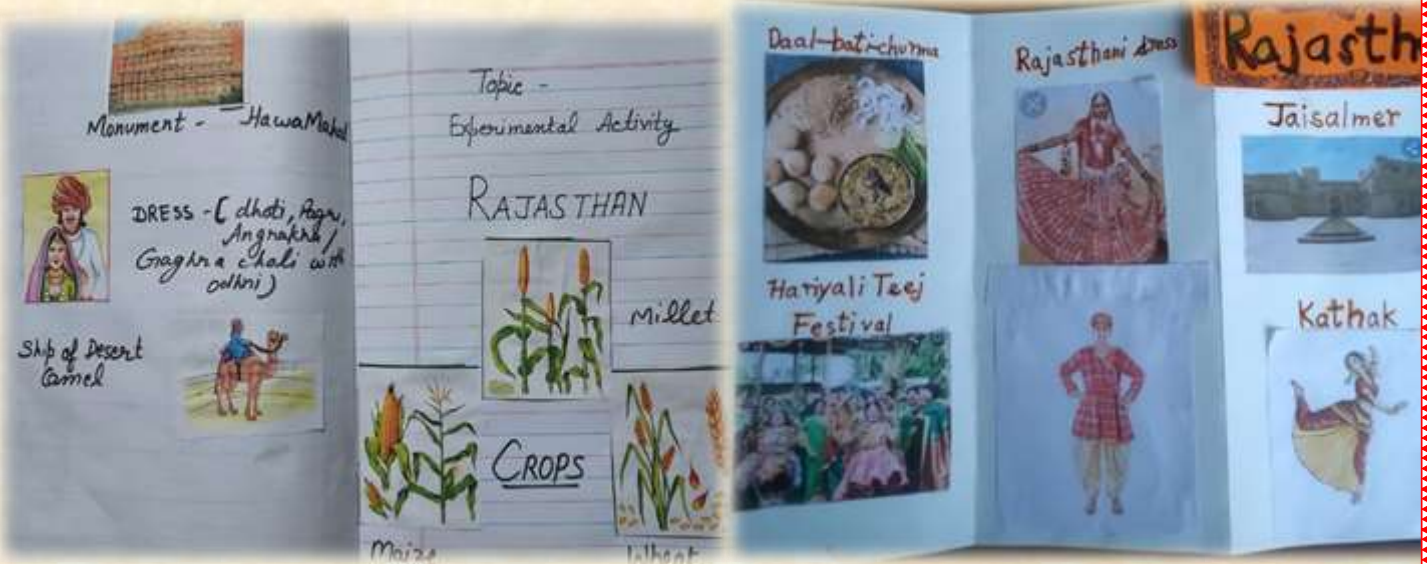 Monument - HawaMahal
DRESS - ( dhoti, Pagri,
Angrakha /
Gaghra choli with
odhni )
Ship of Desert
Camel
Topic -
Experimental Activity
RAJASTHAN
Millet
CROPS
Maize
Wheat
Daal-bati-churma
Hariyali Teej
Festival
Rajasthani dress
Rajasth
Jaisalmer
Kathak